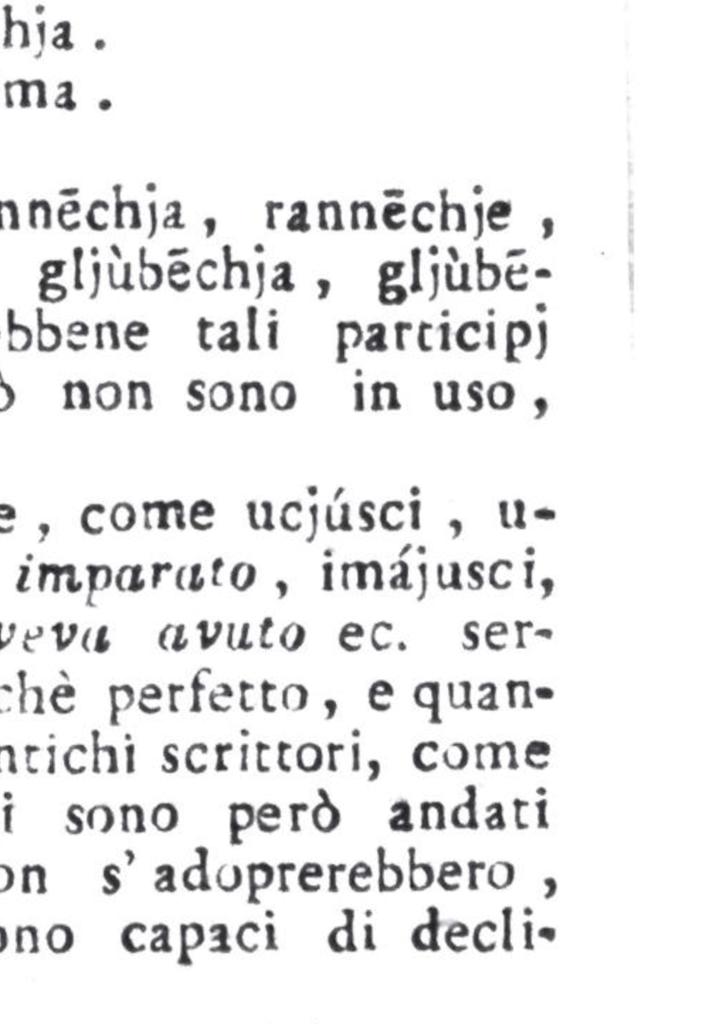 hja .
ma .
nnēchja , rannēchje ,
gljùbēchja , gljùbē-
bbene tali participj
ò non sono in uso ,
e , come ucjúsci , u-
imparato , imájusci,
veva avuto ec. ser-
chè perfetto, e quan-
ntichi scrittori, come
i sono però andati
on s' adoprerebbero ,
ono capaci di decli-